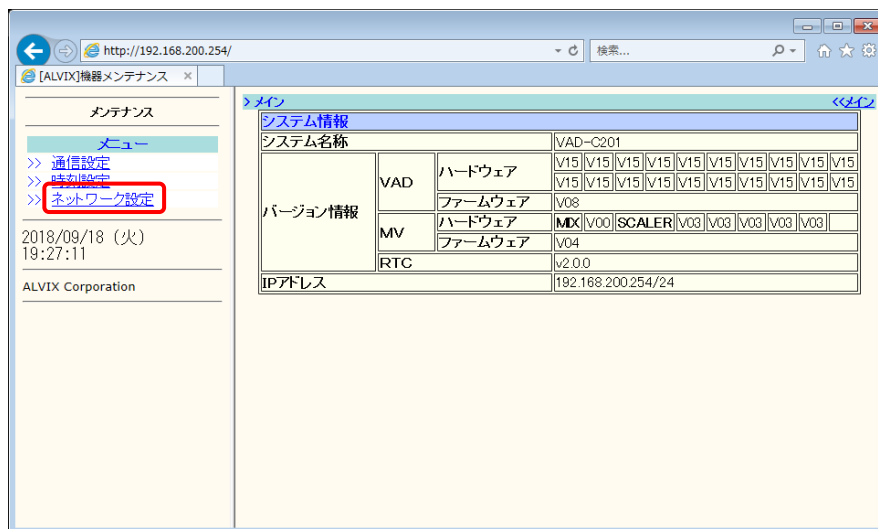 http://192.168.200.254/
検索...
[ALVIX]機器メンテナンス ×
メンテナンス
メニュー
>> 通信設定
>> 時刻設定
>> ネットワーク設定
2018/09/18 (火)
19:27:11
ALVIX Corporation
> メイン
<<メイン
システム情報
システム名称 VAD-C201
バージョン情報 VAD ハードウェア V15 V15 V15 V15 V15 V15 V15 V15 V15 V15
V15 V15 V15 V15 V15 V15 V15 V15 V15 V15
ファームウェア V08
MV ハードウェア MIX V00 SCALER V03 V03 V03 V03 V03
ファームウェア V04
RTC v2.0.0
IPアドレス 192.168.200.254/24